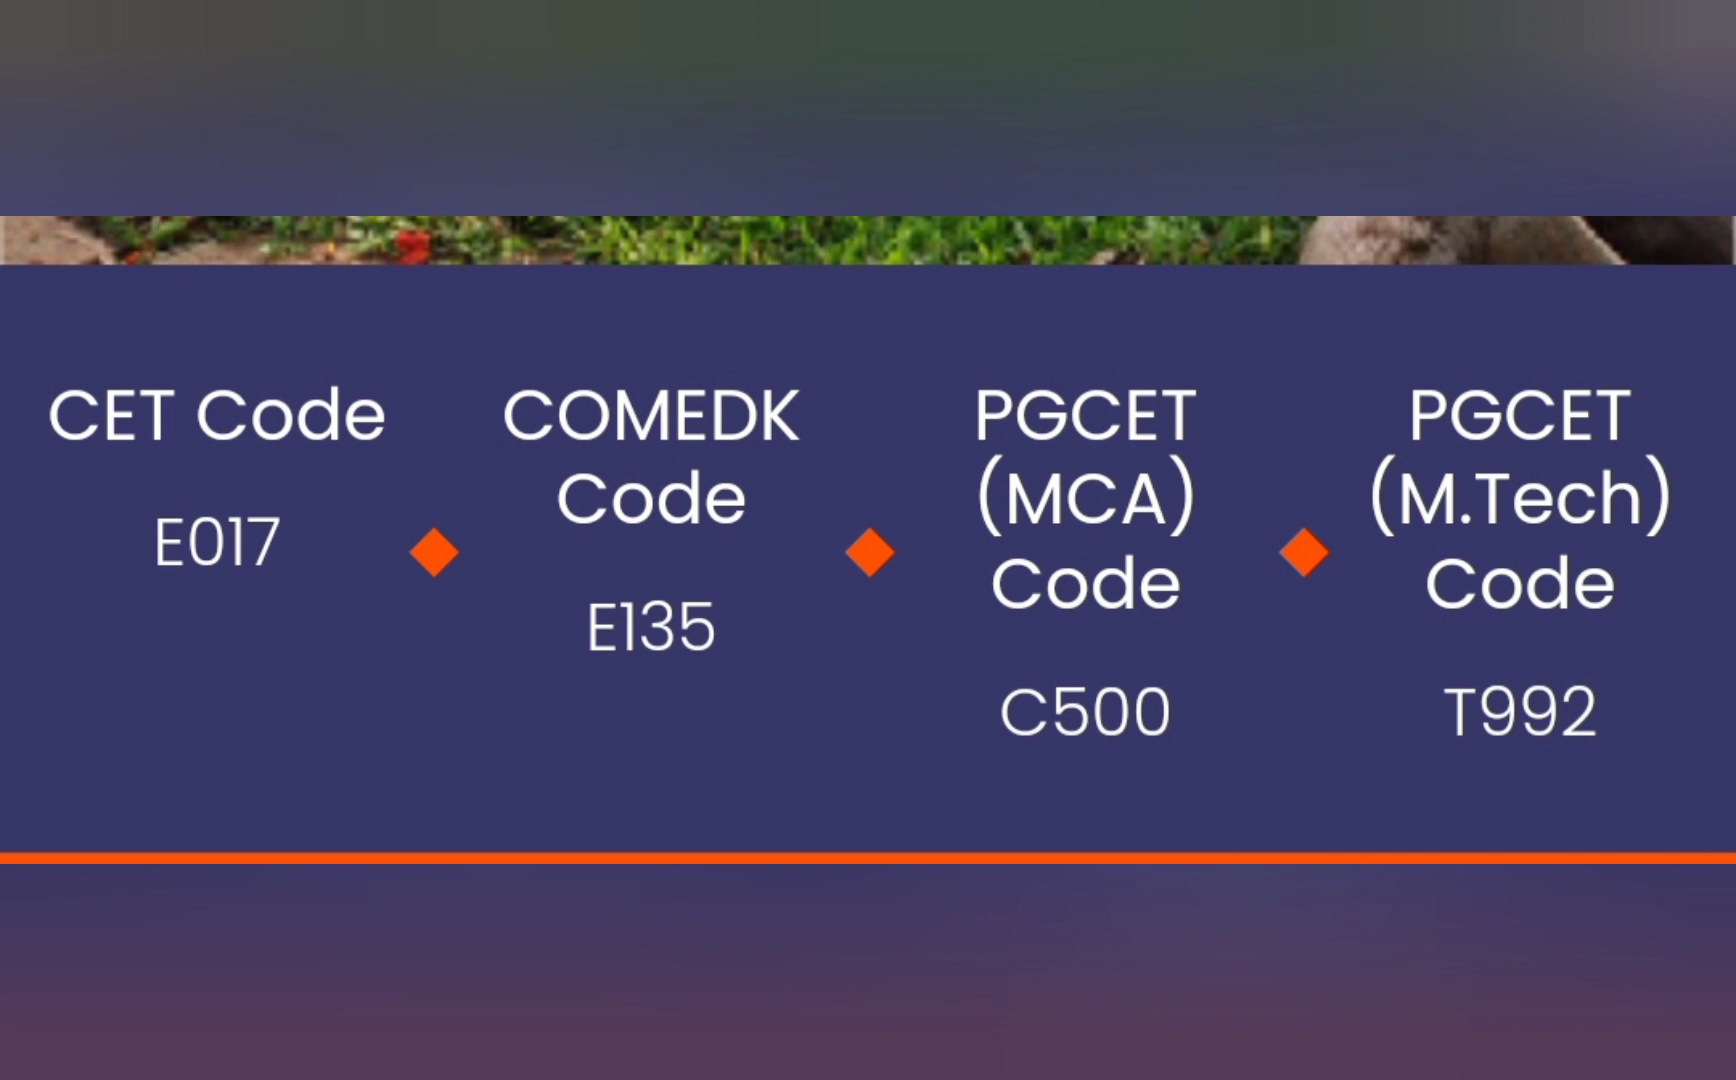 CET Code
E017
COMEDK
Code
E135
PGCET
(MCA)
Code
C500
PGCET
(M.Tech)
Code
T992